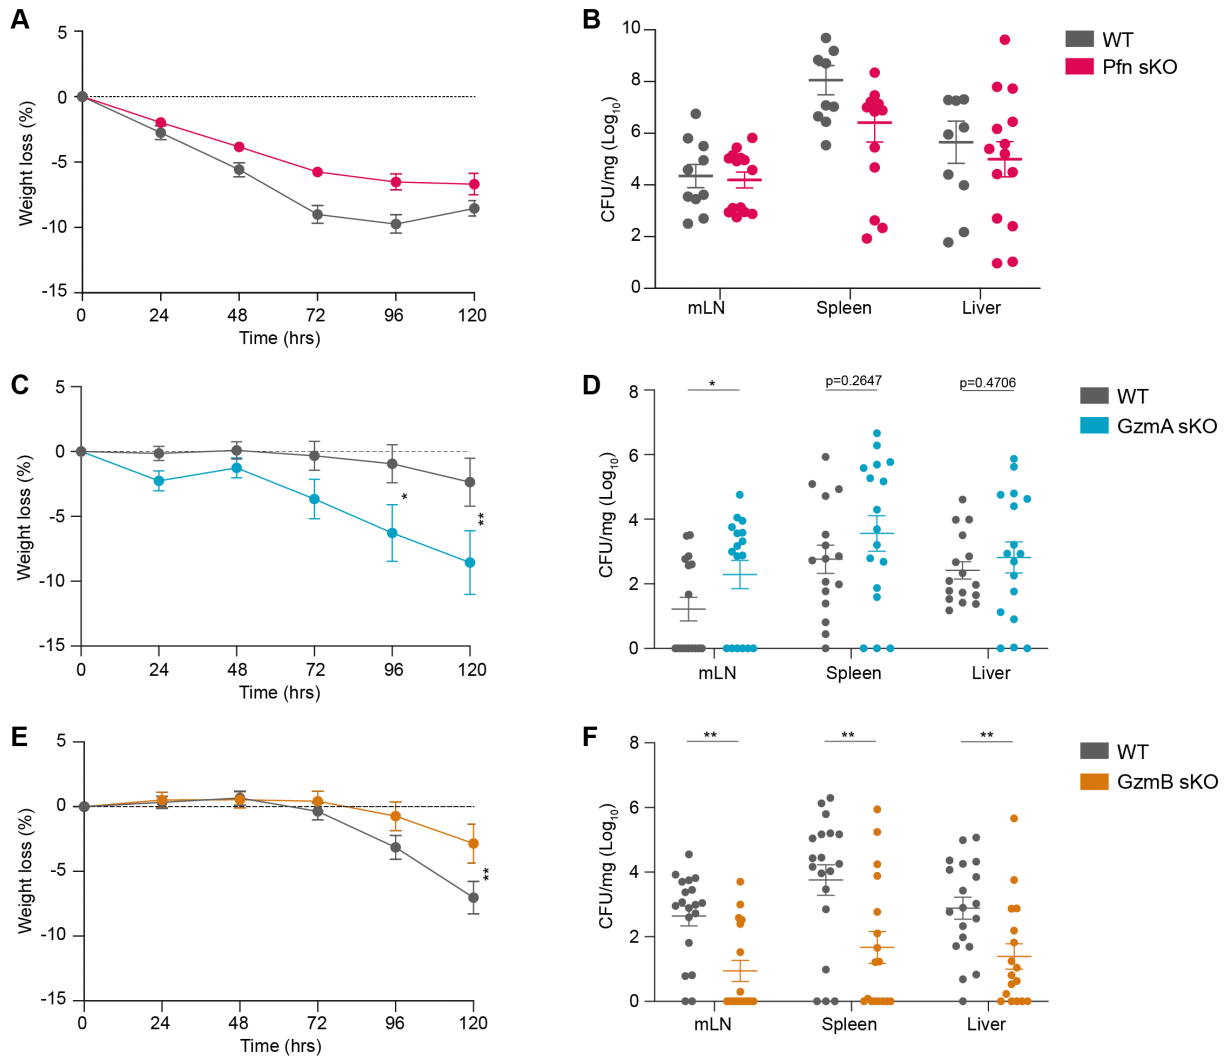 A
Weight loss (%)
5
0
-5
-10
-15
0 24 48 72 96 120
Time (hrs)
B
CFU/mg (Log10)
10
8
6
4
2
0
mLN Spleen Liver
WT
Pfn sKO
C
Weight loss (%)
5
0
-5
-10
-15
*
**
0 24 48 72 96 120
Time (hrs)
D
CFU/mg (Log10)
8
6
4
2
0
* p=0.2647 p=0.4706
mLN Spleen Liver
WT
GzmA sKO
E
Weight loss (%)
5
0
-5
-10
-15
**
0 24 48 72 96 120
Time (hrs)
F
CFU/mg (Log10)
8
6
4
2
0
** ** **
mLN Spleen Liver
WT
GzmB sKO